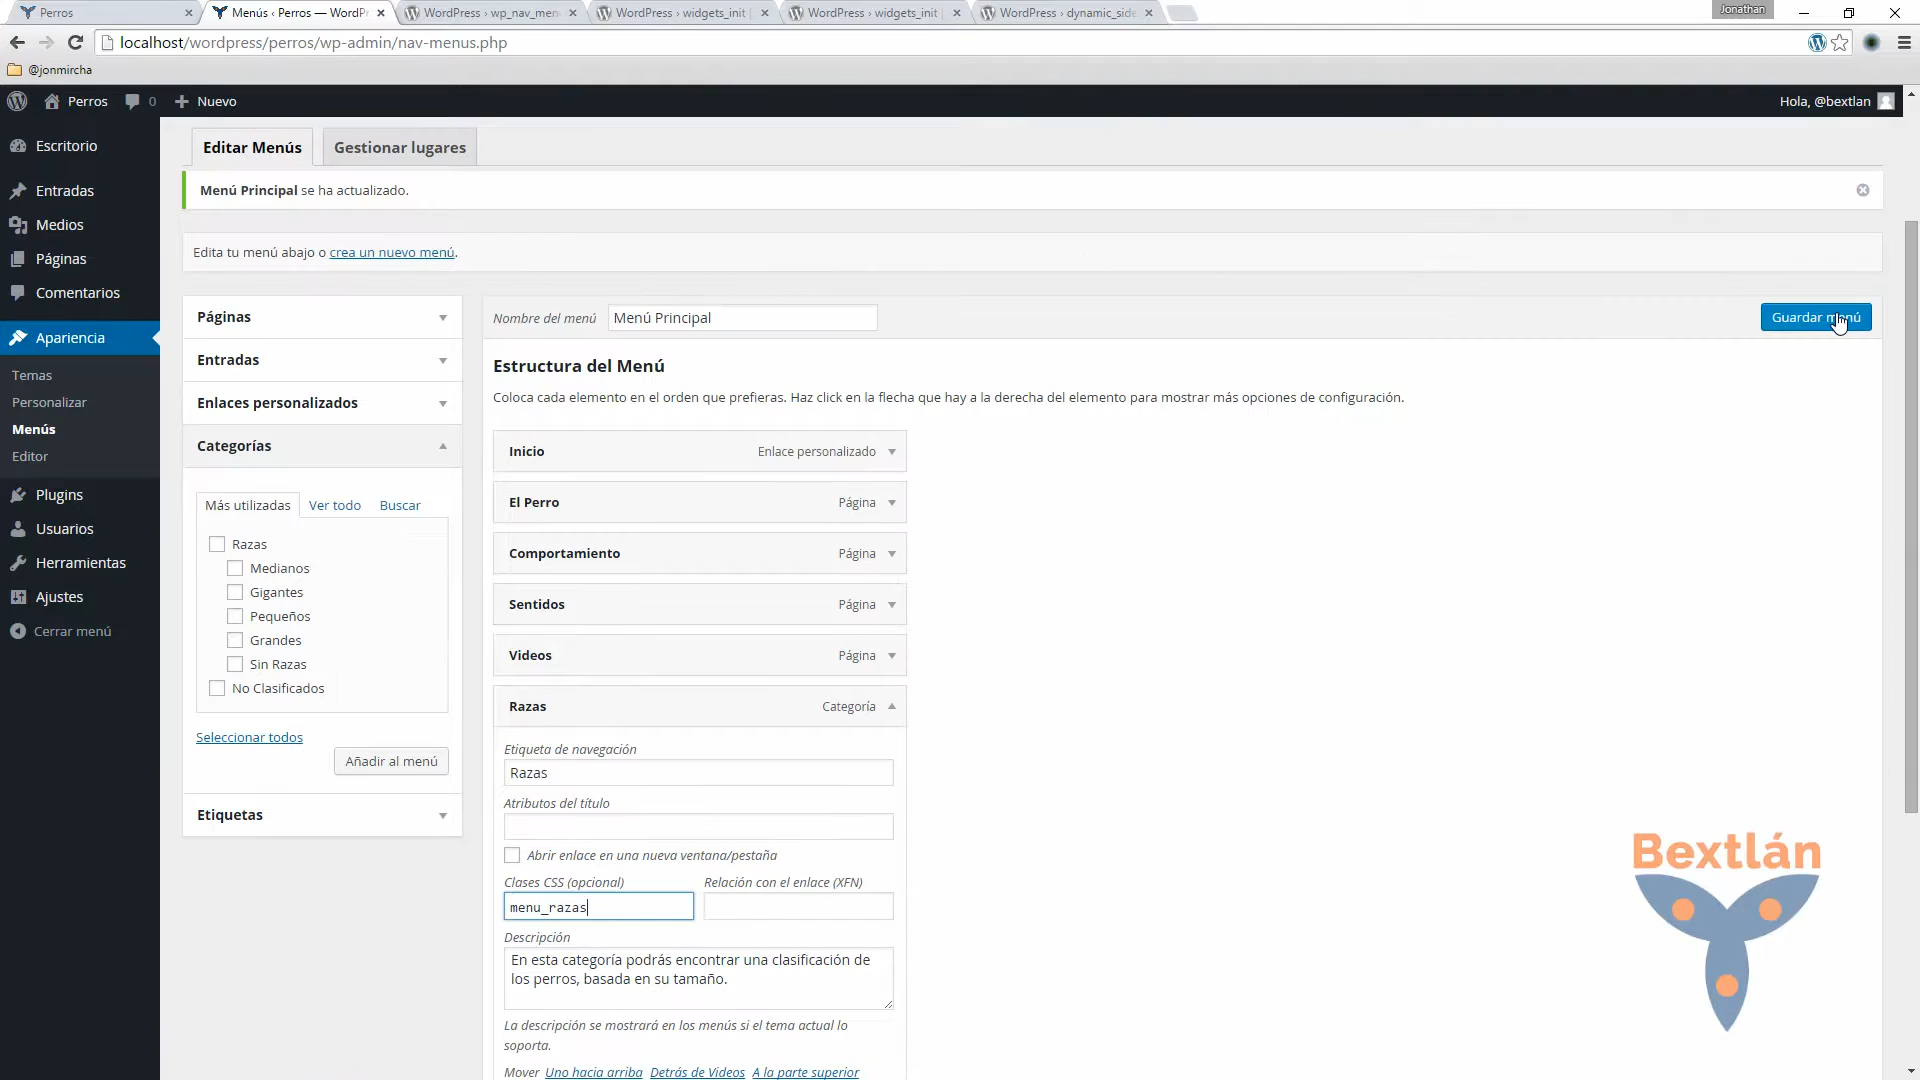 Perros
Menús ‹ Perros — WordPr
WordPress › wp_nav_men
WordPress › widgets_init
WordPress › widgets_init
WordPress › dynamic_side
Jonathan
localhost/wordpress/perros/wp-admin/nav-menus.php
@jonmircha
Perros
0
Nuevo
Hola, @bextlan
Escritorio
Entradas
Medios
Páginas
Comentarios
Apariencia
Temas
Personalizar
Menús
Editor
Plugins
Usuarios
Herramientas
Ajustes
Cerrar menú
Editar Menús
Gestionar lugares
Menú Principal se ha actualizado.
Edita tu menú abajo o crea un nuevo menú.
Páginas
Entradas
Enlaces personalizados
Categorías
Más utilizadas
Ver todo
Buscar
Razas
Medianos
Gigantes
Pequeños
Grandes
Sin Razas
No Clasificados
Seleccionar todos
Añadir al menú
Etiquetas
Nombre del menú
Menú Principal
Guardar menú
Estructura del Menú
Coloca cada elemento en el orden que prefieras. Haz click en la flecha que hay a la derecha del elemento para mostrar más opciones de configuración.
Inicio
Enlace personalizado
El Perro
Página
Comportamiento
Página
Sentidos
Página
Videos
Página
Razas
Categoría
Etiqueta de navegación
Razas
Atributos del título
Abrir enlace en una nueva ventana/pestaña
Clases CSS (opcional)
Relación con el enlace (XFN)
menu_razas
Descripción
En esta categoría podrás encontrar una clasificación de
los perros, basada en su tamaño.
La descripción se mostrará en los menús si el tema actual lo
soporta.
Mover Uno hacia arriba Detrás de Videos A la parte superior
Bextlán